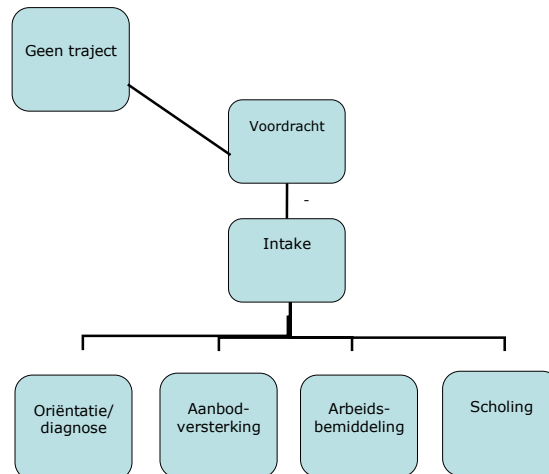 Geen traject
Voordracht
-
Intake
Oriëntatie/
diagnose
Aanbod-
versterking
Arbeids-
bemiddeling
Scholing